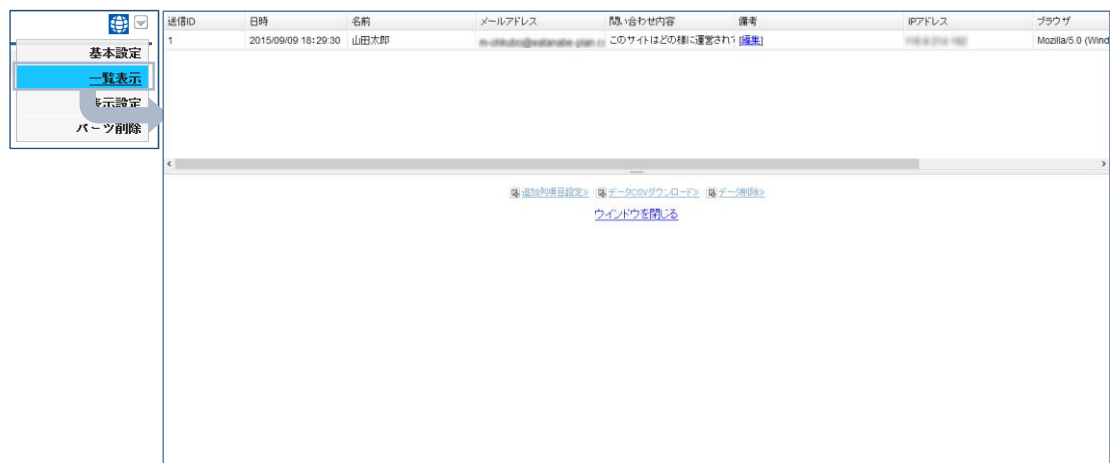 基本設定
一覧表示
表示設定
パーツ削除
送信ID 日時 名前 メールアドレス 問い合わせ内容 備考 IPアドレス ブラウザ
1 2015/09/09 18:29:30 山田太郎 このサイトはどの様に運営されて [編集] Mozilla/5.0 (Wind
追加列項目設定≫ データCSVダウンロード≫ データ削除≫
ウインドウを閉じる